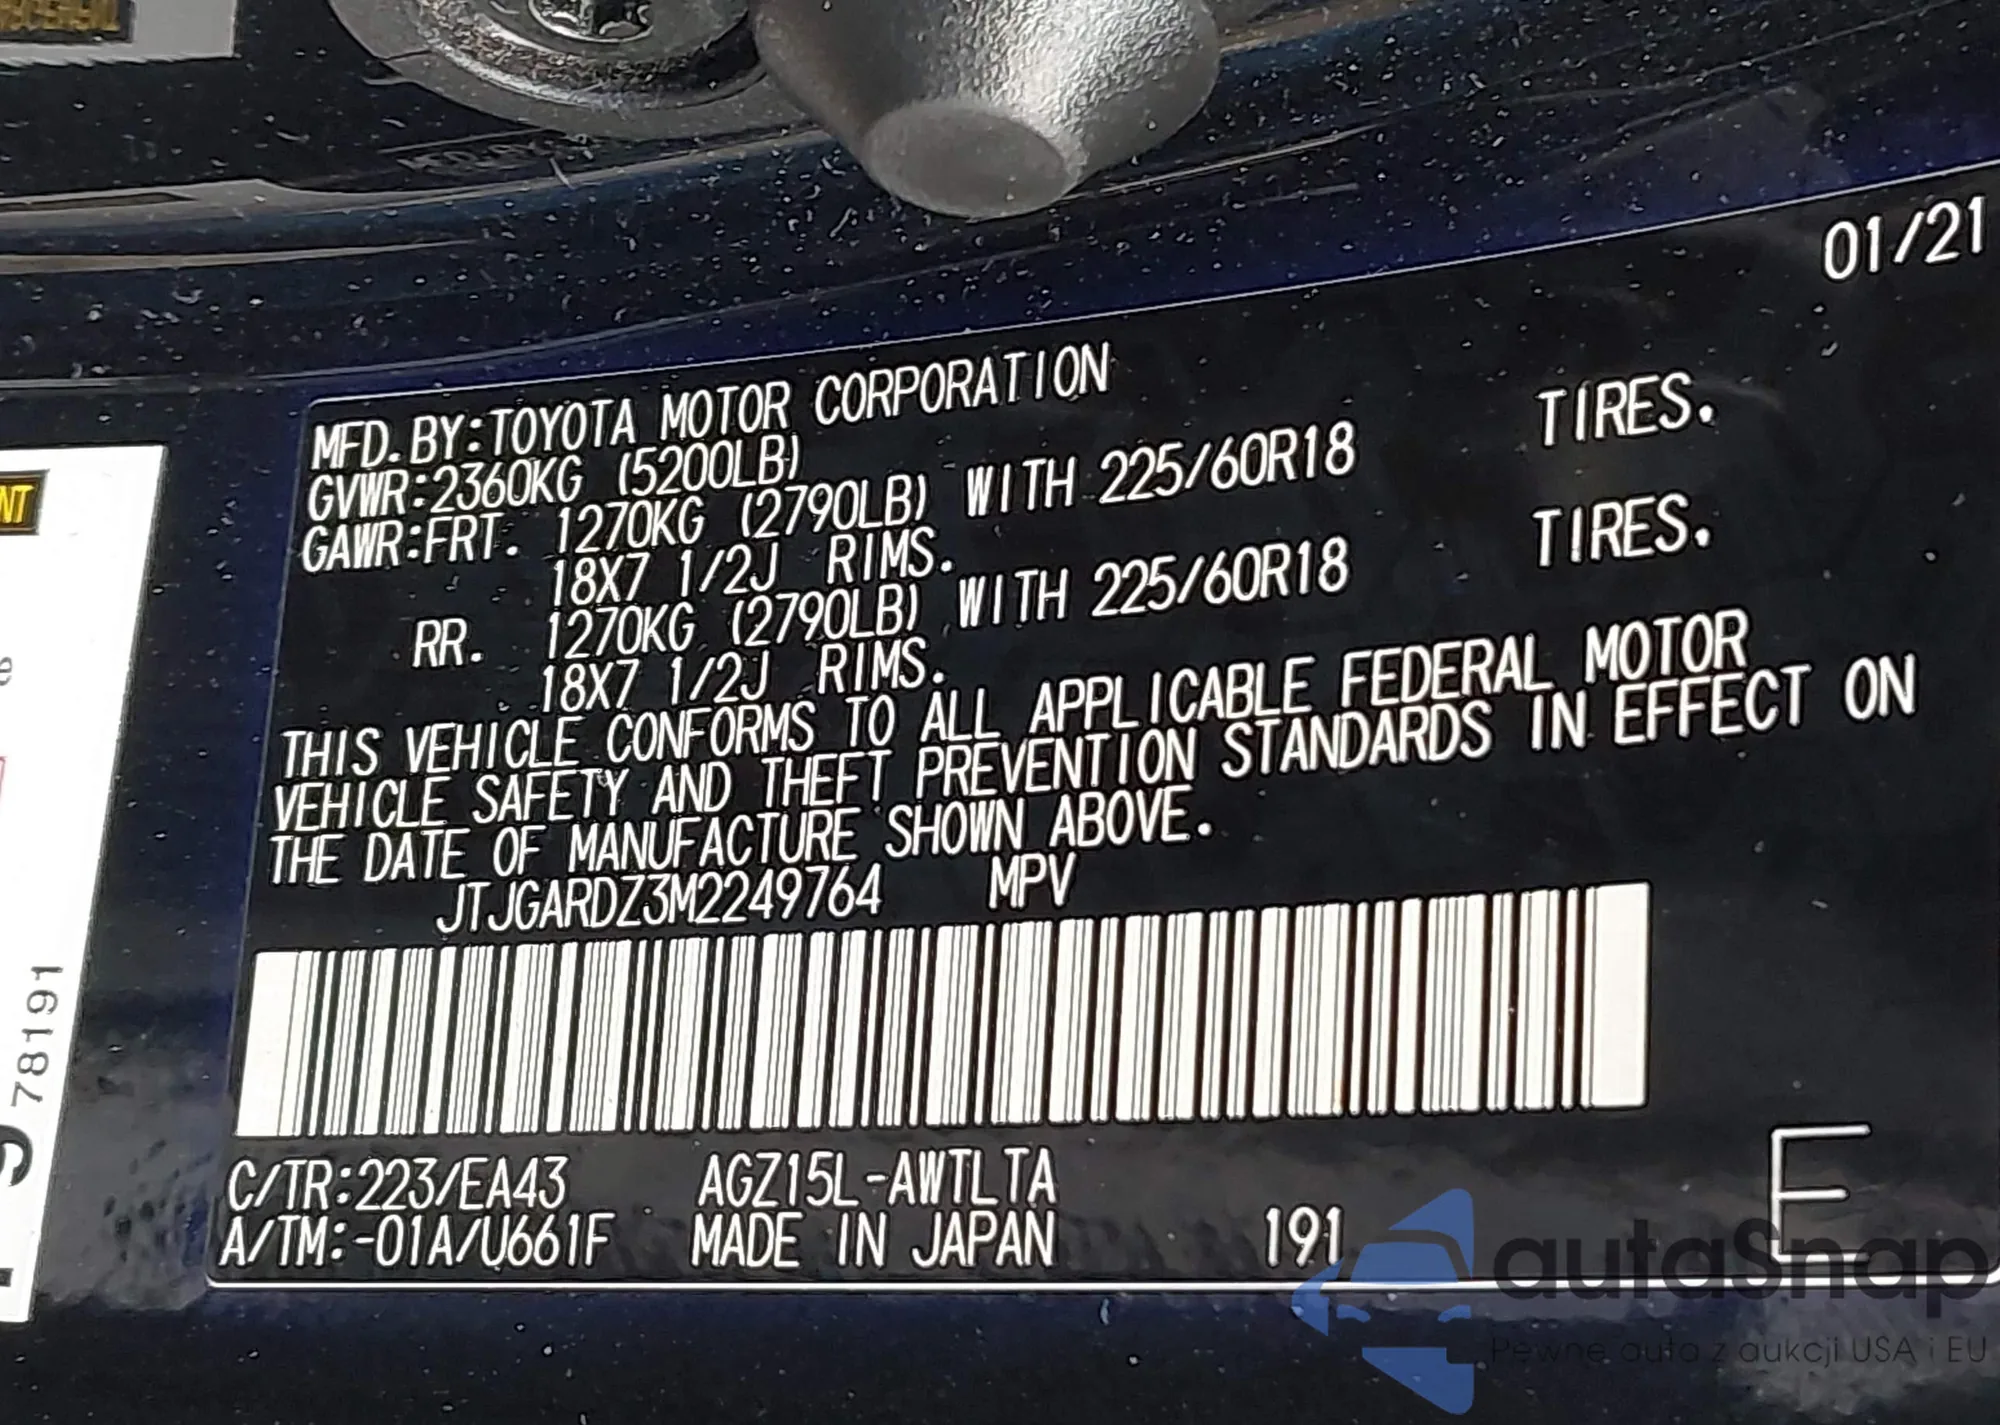 01/21
MFD.BY:TOYOTA MOTOR CORPORATION
GVWR:2360KG (5200LB)
GAWR:FRT. 1270KG (2790LB) WITH 225/60R18 TIRES.
18X7 1/2J RIMS.
RR. 1270KG (2790LB) WITH 225/60R18 TIRES.
18X7 1/2J RIMS.
THIS VEHICLE CONFORMS TO ALL APPLICABLE FEDERAL MOTOR
VEHICLE SAFETY AND THEFT PREVENTION STANDARDS IN EFFECT ON
THE DATE OF MANUFACTURE SHOWN ABOVE.
JTJGARDZ3M2249764 MPV
C/TR:223/EA43 AGZ15L-AWTLTA
A/TM:-01A/U661F MADE IN JAPAN 191 E
78191
autaSnap
Pewne auta z aukcji USA i EU